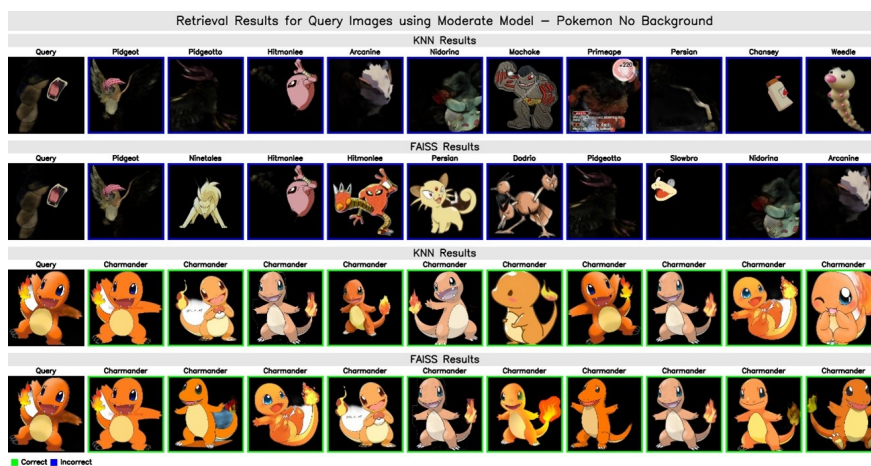 Retrieval Results for Query Images using Moderate Model – Pokemon No Background
KNN Results
Query Pidgeot Pidgeotto Hitmonlee Arcanine Nidorina Machoke Primeape Persian Chansey Weedle
FAISS Results
Query Pidgeot Ninetales Hitmonlee Hitmonlee Persian Dodrio Pidgeotto Slowbro Nidorina Arcanine
KNN Results
Query Charmander Charmander Charmander Charmander Charmander Charmander Charmander Charmander Charmander Charmander
FAISS Results
Query Charmander Charmander Charmander Charmander Charmander Charmander Charmander Charmander Charmander Charmander
Correct Incorrect